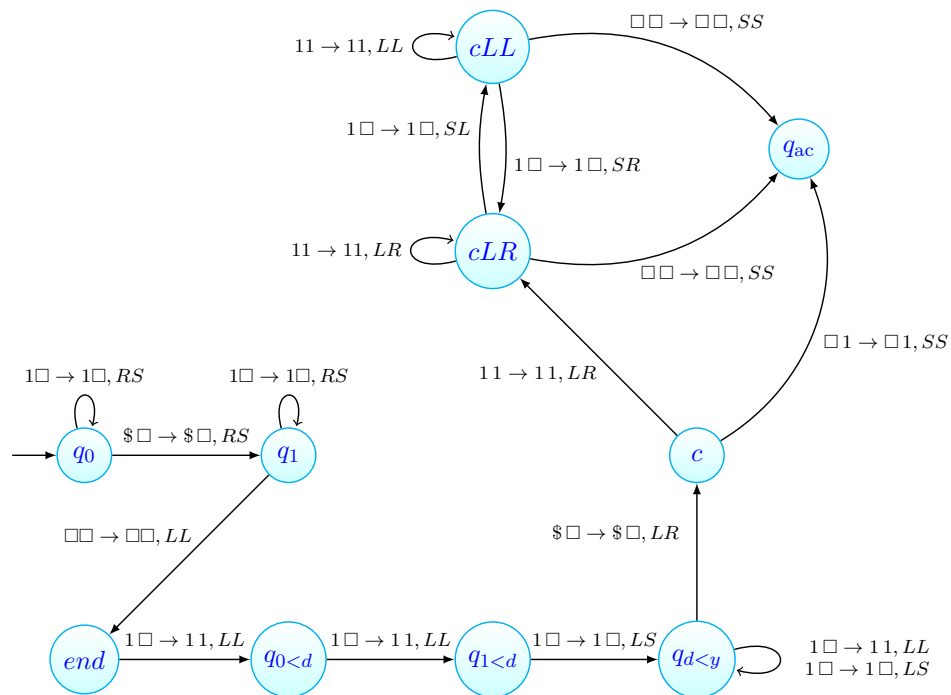 □□ → □□, SS
11 → 11, LL
cLL
1□ → 1□, SL
q_ac
1□ → 1□, SR
11 → 11, LR
cLR
□□ → □□, SS
□1 → □1, SS
11 → 11, LR
1□ → 1□, RS
1□ → 1□, RS
$□ → $□, RS
q_0
q_1
c
□□ → □□, LL
$□ → $□, LR
1□ → 11, LL
1□ → 11, LL
1□ → 1□, LS
1□ → 11, LL
end
q_{0<d}
q_{1<d}
q_{d<y}
1□ → 1□, LS